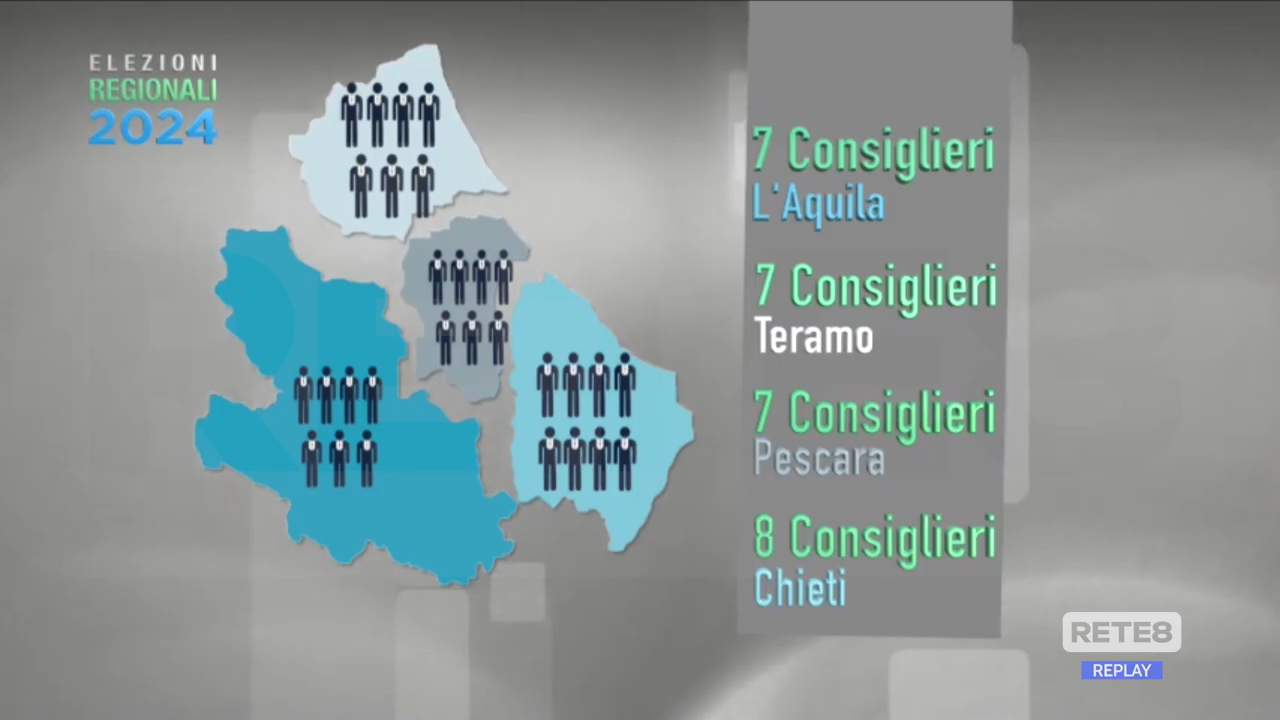 ELEZIONI
REGIONALI
2024
7 Consiglieri
L'Aquila
7 Consiglieri
Teramo
7 Consiglieri
Pescara
8 Consiglieri
Chieti
RETE8
REPLAY